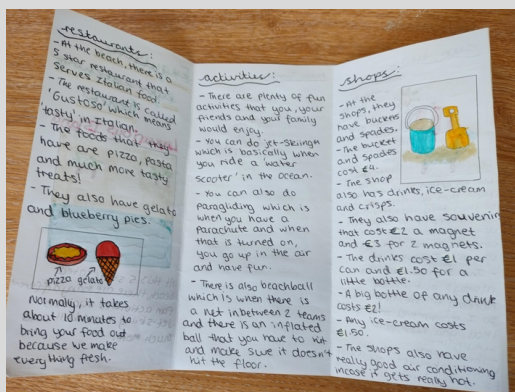 restaurants:
- At the beach, there is a
5 star restaurant that
serves Italian food.
- The restaurant is called
'Gustoso' which means
'tasty' in Italian.
- The foods that they
have are pizza, pasta
and much more tasty
treats!
- They also have gelato
and blueberry pies.
pizza gelato
Normally, it takes
about 10 minutes to
bring your food out
because we make
everything fresh.
activities:
- There are plenty of fun
activities that you, your
friends and your family
would enjoy.
- You can do jet-skiing
which is basically when
you ride a 'water
scooter' in the ocean.
- You can also do
paragliding which is
when you have a
parachute and when
that is turned on,
you go up in the air
and have fun.
- There is also beachball
which is when there is
a net inbetween 2 teams
and there is an inflated
ball that you have to hit
and make sure it doesn't
hit the floor.
shops:
- At the
shops, they
have buckets
and spades.
- The bucket
and spades
cost €4.
- The shop
also has drinks, ice-cream
and crisps.
- They also have souvenirs
that cost €2 a magnet
and €3 for 2 magnets.
- The drinks cost €1 per
can and €1.50 for a
little bottle.
- A big bottle of any drink
costs €2!
- Any ice-cream costs
€1.50.
- The shops also have
really good air conditioning
incase it gets really hot.